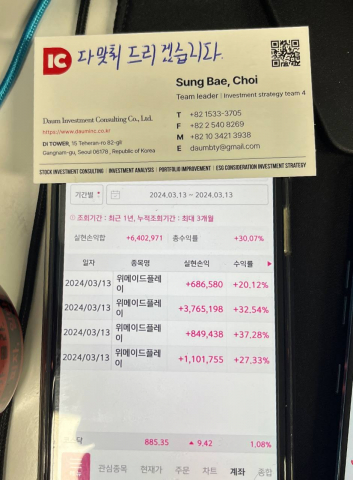 IC 다 맞춰 드리겠습니다.
Sung Bae, Choi
Team leader | Investment strategy team 4
Daum Investment Consulting Co., Ltd.
https://www.dauminc.co.kr
DI TOWER, 15 Teheran-ro 82-gil
Gangnam-gu, Seoul 06178, Republic of Korea
T +82 1533-3705
F +82 2 540 8269
M +82 10 3421 3938
E daumbty@gmail.com
STOCK INVESTMENT CONSULTING | INVESTMENT ANALYSIS | PORTFOLIO IMPROVEMENT | ESG CONSIDERATION INVESTMENT STRATEGY
기간별 2024.03.13 ~ 2024.03.13
조회기간 : 최근 1년, 누적조회기간 : 최대 3개월
실현손익합 +6,402,971 총수익률 +30.07%
일자 종목명 실현손익 수익률
2024/03/13 위메이드플레이 +686,580 +20.12%
2024/03/13 위메이드플레이 +3,765,198 +32.54%
2024/03/13 위메이드플레이 +849,438 +37.28%
2024/03/13 위메이드플레이 +1,101,755 +27.33%
닥 885.35 ▲ 9.42 1.08%
관심종목 현재가 주문 차트 계좌 종합